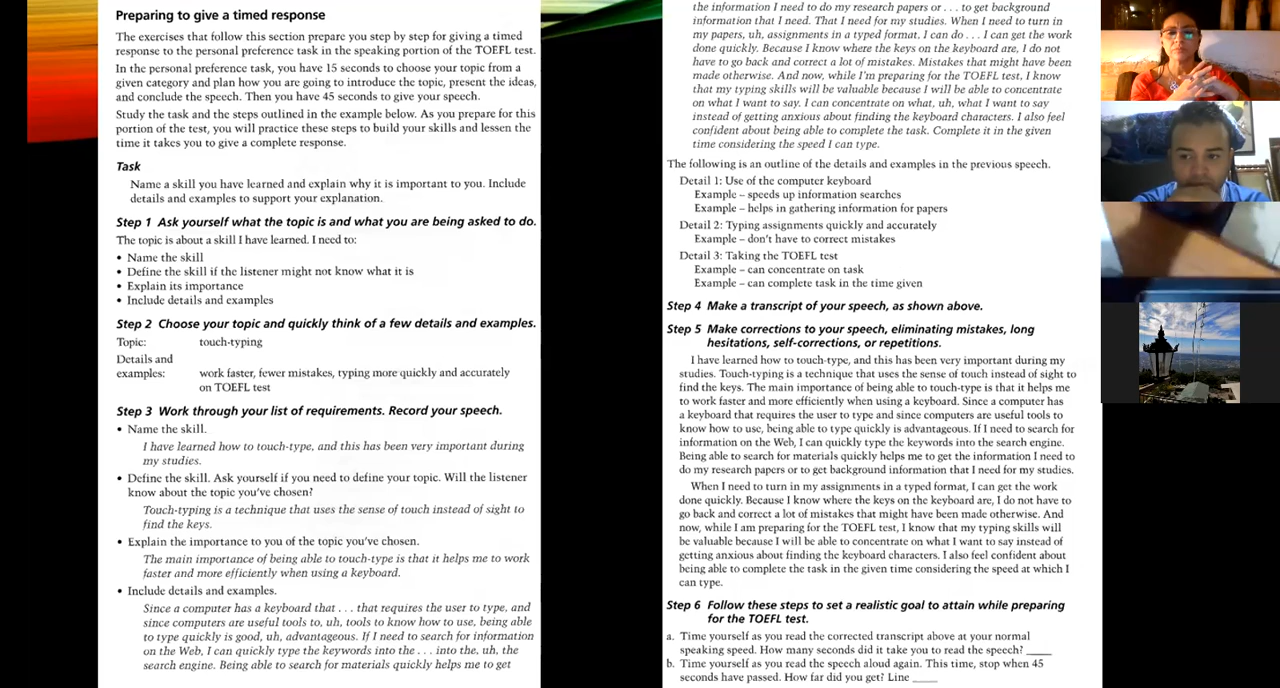 Preparing to give a timed response
The exercises that follow this section prepare you step by step for giving a timed
response to the personal preference task in the speaking portion of the TOEFL test.
In the personal preference task, you have 15 seconds to choose your topic from a
given category and plan how you are going to introduce the topic, present the ideas,
and conclude the speech. Then you have 45 seconds to give your speech.
Study the task and the steps outlined in the example below. As you prepare for this
portion of the test, you will practice these steps to build your skills and lessen the
time it takes you to give a complete response.
Task
Name a skill you have learned and explain why it is important to you. Include
details and examples to support your explanation.
Step 1 Ask yourself what the topic is and what you are being asked to do.
The topic is about a skill I have learned. I need to:
• Name the skill
• Define the skill if the listener might not know what it is
• Explain its importance
• Include details and examples
Step 2 Choose your topic and quickly think of a few details and examples.
Topic: touch-typing
Details and
examples: work faster, fewer mistakes, typing more quickly and accurately
on TOEFL test
Step 3 Work through your list of requirements. Record your speech.
• Name the skill.
I have learned how to touch-type, and this has been very important during
my studies.
• Define the skill. Ask yourself if you need to define your topic. Will the listener
know about the topic you've chosen?
Touch-typing is a technique that uses the sense of touch instead of sight to
find the keys.
• Explain the importance to you of the topic you've chosen.
The main importance of being able to touch-type is that it helps me to work
faster and more efficiently when using a keyboard.
• Include details and examples.
Since a computer has a keyboard that . . . that requires the user to type, and
since computers are useful tools to, uh, tools to know how to use, being able
to type quickly is good, uh, advantageous. If I need to search for information
on the Web, I can quickly type the keywords into the . . . into the, uh, the
search engine. Being able to search for materials quickly helps me to get
the information I need to do my research papers or . . . to get background
information that I need. That I need for my studies. When I need to turn in
my papers, uh, assignments in a typed format, I can do . . . I can get the work
done quickly. Because I know where the keys on the keyboard are, I do not
have to go back and correct a lot of mistakes. Mistakes that might have been
made otherwise. And now, while I'm preparing for the TOEFL test, I know
that my typing skills will be valuable because I will be able to concentrate
on what I want to say. I can concentrate on what, uh, what I want to say
instead of getting anxious about finding the keyboard characters. I also feel
confident about being able to complete the task. Complete it in the given
time considering the speed I can type.
The following is an outline of the details and examples in the previous speech.
Detail 1: Use of the computer keyboard
Example – speeds up information searches
Example – helps in gathering information for papers
Detail 2: Typing assignments quickly and accurately
Example – don't have to correct mistakes
Detail 3: Taking the TOEFL test
Example – can concentrate on task
Example – can complete task in the time given
Step 4 Make a transcript of your speech, as shown above.
Step 5 Make corrections to your speech, eliminating mistakes, long
hesitations, self-corrections, or repetitions.
I have learned how to touch-type, and this has been very important during my
studies. Touch-typing is a technique that uses the sense of touch instead of sight to
find the keys. The main importance of being able to touch-type is that it helps me
to work faster and more efficiently when using a keyboard. Since a computer has
a keyboard that requires the user to type and since computers are useful tools to
know how to use, being able to type quickly is advantageous. If I need to search for
information on the Web, I can quickly type the keywords into the search engine.
Being able to search for materials quickly helps me to get the information I need to
do my research papers or to get background information that I need for my studies.
When I need to turn in my assignments in a typed format, I can get the work
done quickly. Because I know where the keys on the keyboard are, I do not have to
go back and correct a lot of mistakes that might have been made otherwise. And
now, while I am preparing for the TOEFL test, I know that my typing skills will
be valuable because I will be able to concentrate on what I want to say instead of
getting anxious about finding the keyboard characters. I also feel confident about
being able to complete the task in the given time considering the speed at which I
can type.
Step 6 Follow these steps to set a realistic goal to attain while preparing
for the TOEFL test.
a. Time yourself as you read the corrected transcript above at your normal
speaking speed. How many seconds did it take you to read the speech? ____
b. Time yourself as you read the speech aloud again. This time, stop when 45
seconds have passed. How far did you get? Line ____